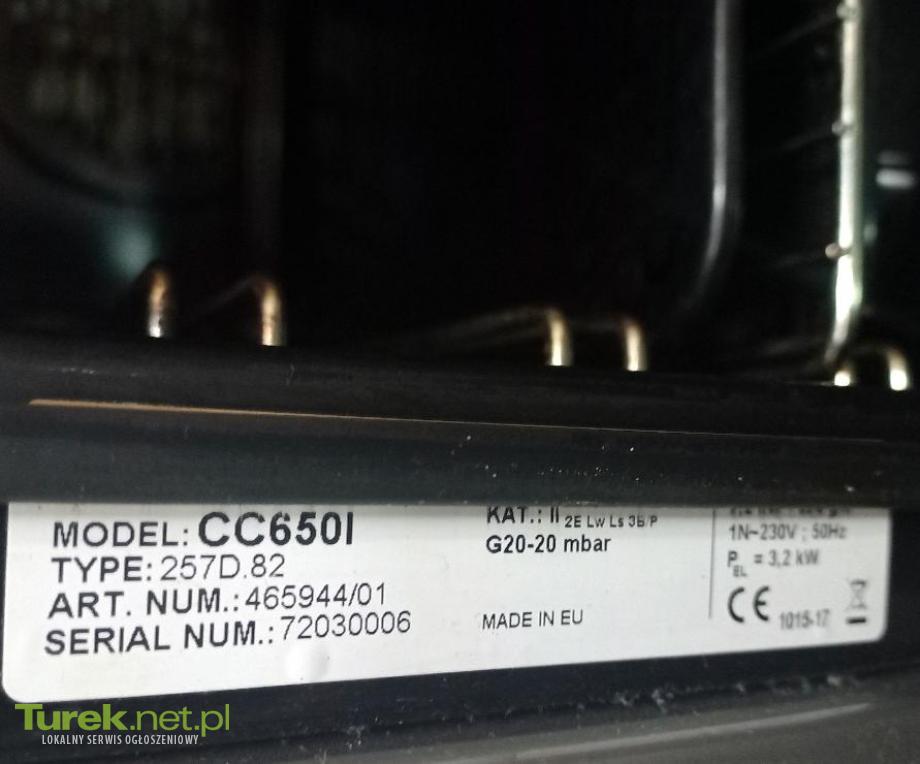 MODEL: CC650I
TYPE: 257D.82
ART. NUM.: 465944/01
SERIAL NUM.: 72030006
KAT.: II 2E Lw Ls 3B/P
G20-20 mbar
MADE IN EU
1N~230V ; 50Hz
P EL = 3,2 kW
CE 1015-17
Turek.net.pl
LOKALNY SERWIS OGŁOSZENIOWY